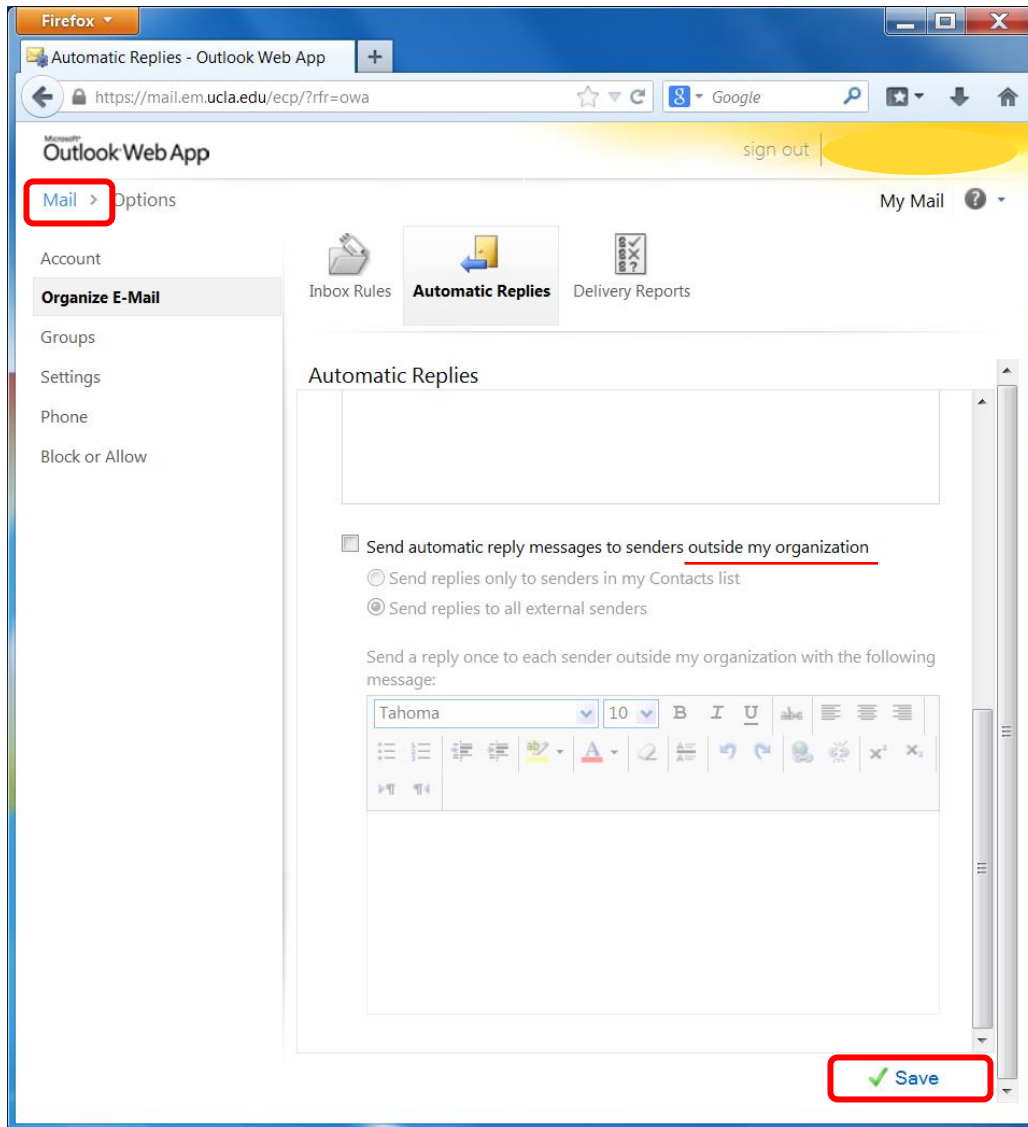 Firefox
Automatic Replies - Outlook Web App
https://mail.em.ucla.edu/ecp/?rfr=owa
Google
Microsoft
Outlook Web App
sign out
Mail > Options
My Mail
Account
Organize E-Mail
Groups
Settings
Phone
Block or Allow
Inbox Rules
Automatic Replies
Delivery Reports
Automatic Replies
Send automatic reply messages to senders outside my organization
Send replies only to senders in my Contacts list
Send replies to all external senders
Send a reply once to each sender outside my organization with the following
message:
Tahoma 10 B I U abc
ab A x² x₂
Save